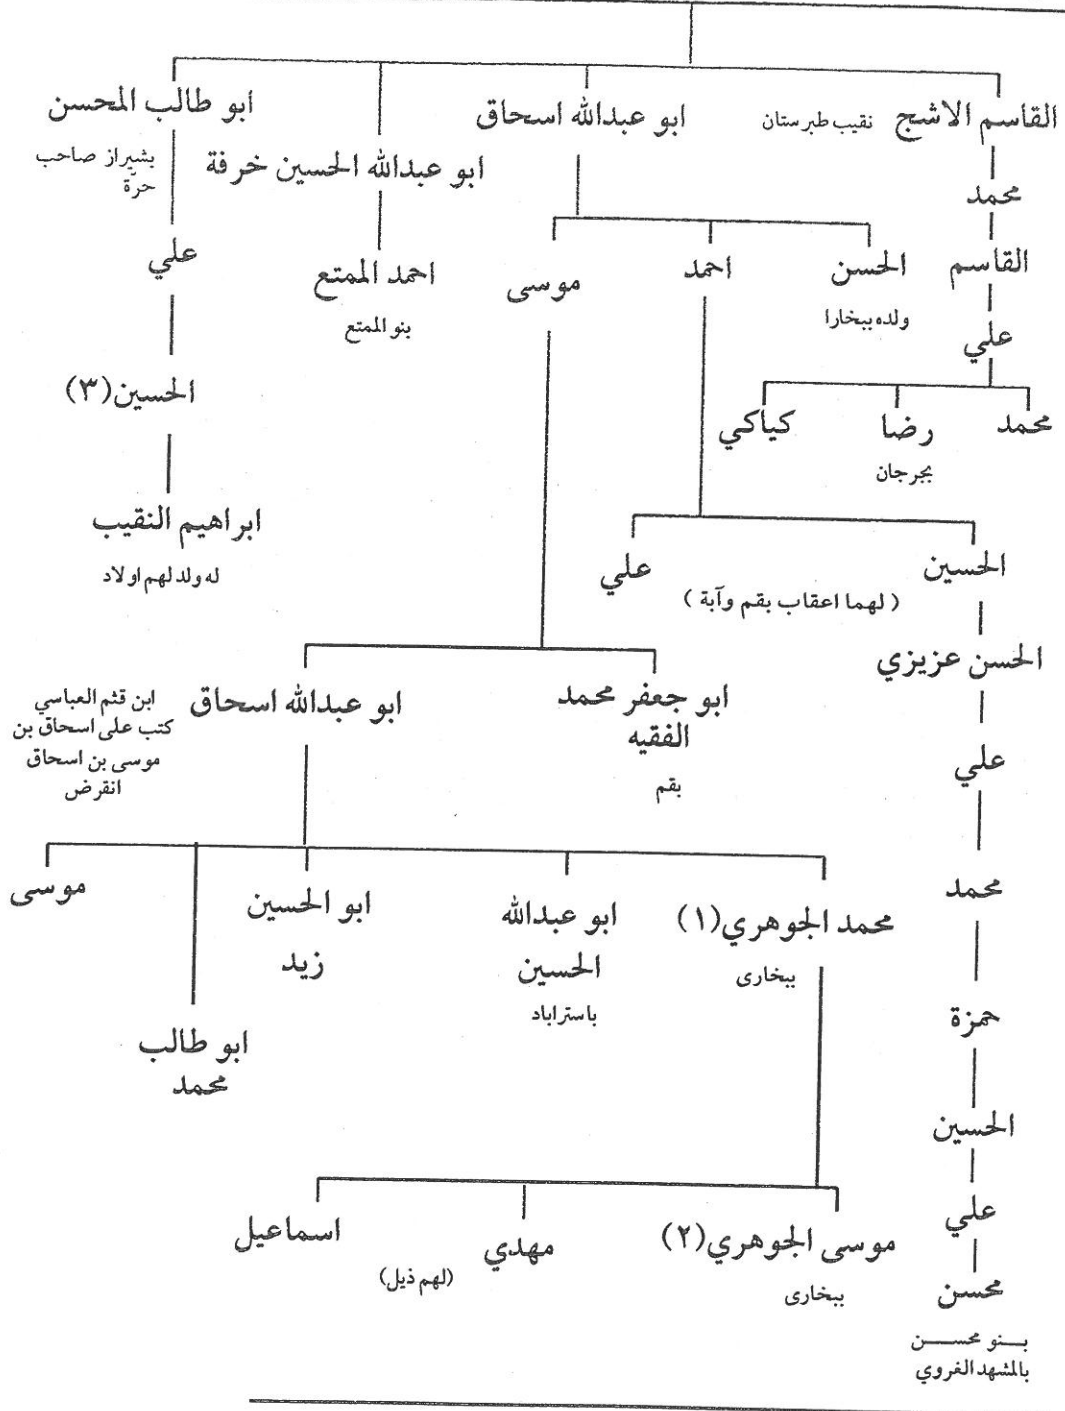 القاسم الاشج
نقيب طبرستان
ابو عبدالله اسحاق
ابو عبدالله الحسين خرفة
ابو طالب المحسن
بشيراز صاحب
حرّة
محمد
القاسم
علي
محمد
رضا
بجرجان
كياكي
الحسن
ولده ببخارا
احمد
موسى
احمد الممتع
بنو الممتع
علي
الحسين (٣)
ابراهيم النقيب
له ولد لهم اولاد
الحسين
علي
( لهما اعقاب بقم وآبة )
الحسن عزيزي
علي
محمد
حمزة
الحسين
علي
محسن
بنو محسن
بالمشهد الغروي
ابو جعفر محمد
الفقيه
بقم
ابو عبدالله اسحاق
ابن قثم العباسي
كتب على اسحاق بن
موسى بن اسحاق
انقرض
محمد الجوهري (١)
ببخارى
ابو عبدالله
الحسين
باستراباد
ابو الحسين
زيد
ابو طالب
محمد
موسى
موسى الجوهري (٢)
ببخارى
مهدي
اسماعيل
(لهم ذيل)